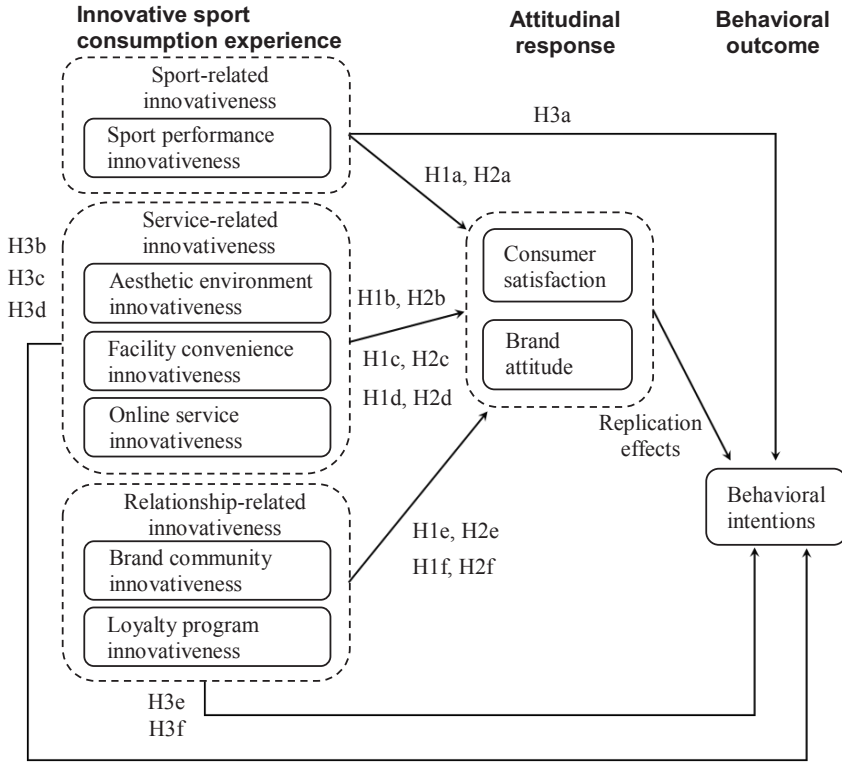 Innovative sport
consumption experience
Attitudinal
response
Behavioral
outcome
Sport-related
innovativeness
Sport performance
innovativeness
H3a
H1a, H2a
Service-related
innovativeness
H3b
H3c
H3d
Aesthetic environment
innovativeness
Facility convenience
innovativeness
Online service
innovativeness
H1b, H2b
H1c, H2c
H1d, H2d
Consumer
satisfaction
Brand
attitude
Replication
effects
Relationship-related
innovativeness
Brand community
innovativeness
Loyalty program
innovativeness
H1e, H2e
H1f, H2f
Behavioral
intentions
H3e
H3f